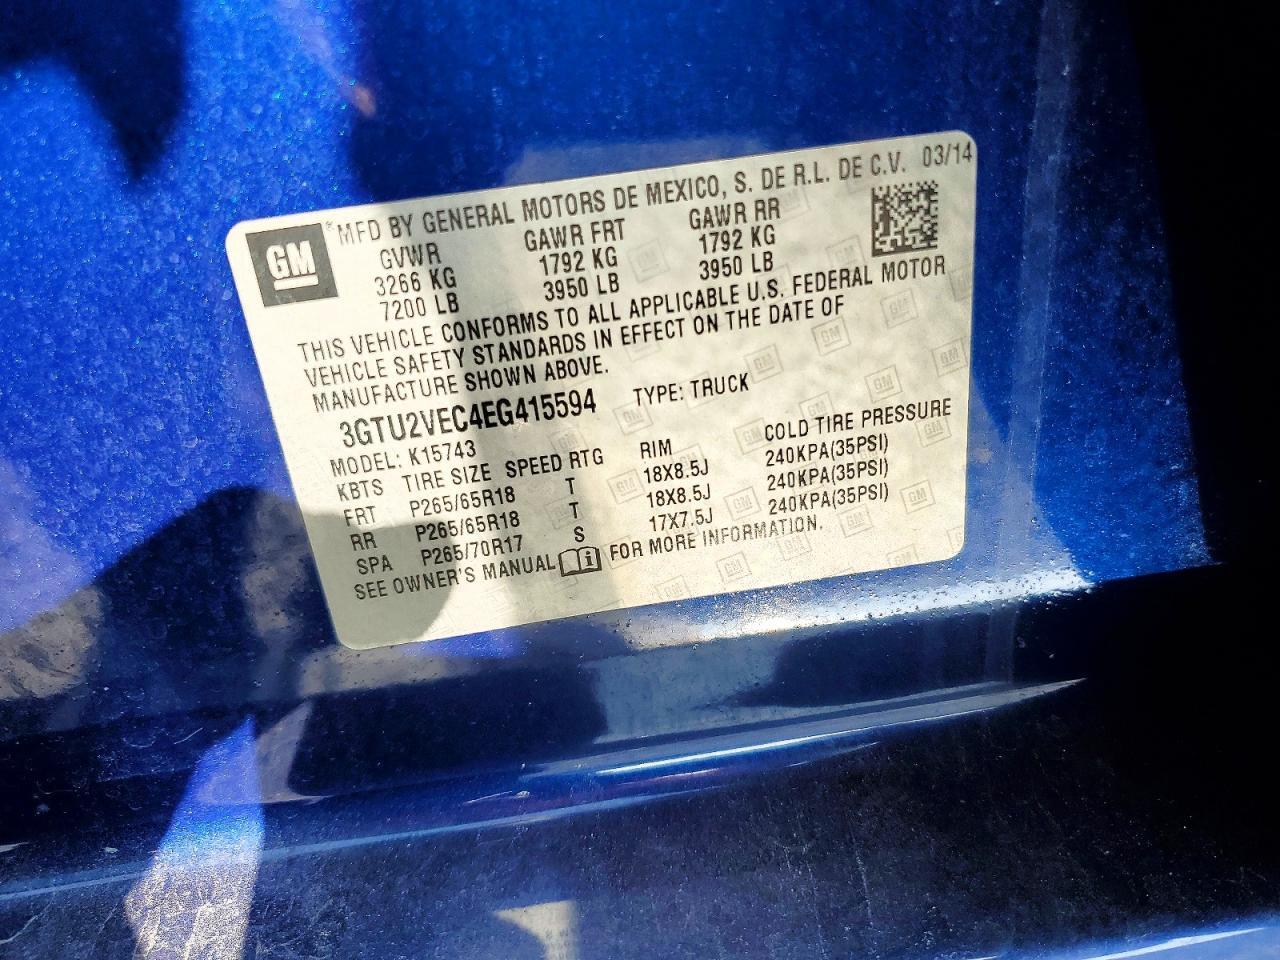 GM
® MFD BY GENERAL MOTORS DE MEXICO, S. DE R.L. DE C.V. 03/14
GVWR GAWR FRT GAWR RR
3266 KG 1792 KG 1792 KG
7200 LB 3950 LB 3950 LB
THIS VEHICLE CONFORMS TO ALL APPLICABLE U.S. FEDERAL MOTOR
VEHICLE SAFETY STANDARDS IN EFFECT ON THE DATE OF
MANUFACTURE SHOWN ABOVE.
3GTU2VEC4EG415594 TYPE: TRUCK
MODEL: K15743
KBTS TIRE SIZE SPEED RTG RIM COLD TIRE PRESSURE
FRT P265/65R18 T 18X8.5J 240KPA(35PSI)
RR P265/65R18 T 18X8.5J 240KPA(35PSI)
SPA P265/70R17 S 17X7.5J 240KPA(35PSI)
SEE OWNER'S MANUAL FOR MORE INFORMATION.